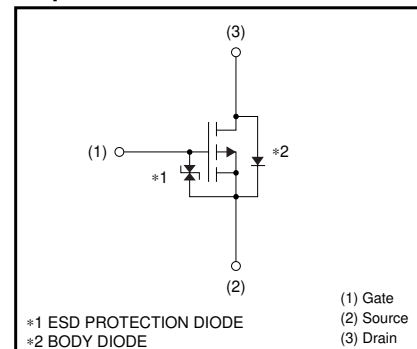 (3)
(1)
∗2
∗1
(2)
∗1 ESD PROTECTION DIODE
∗2 BODY DIODE
(1) Gate
(2) Source
(3) Drain